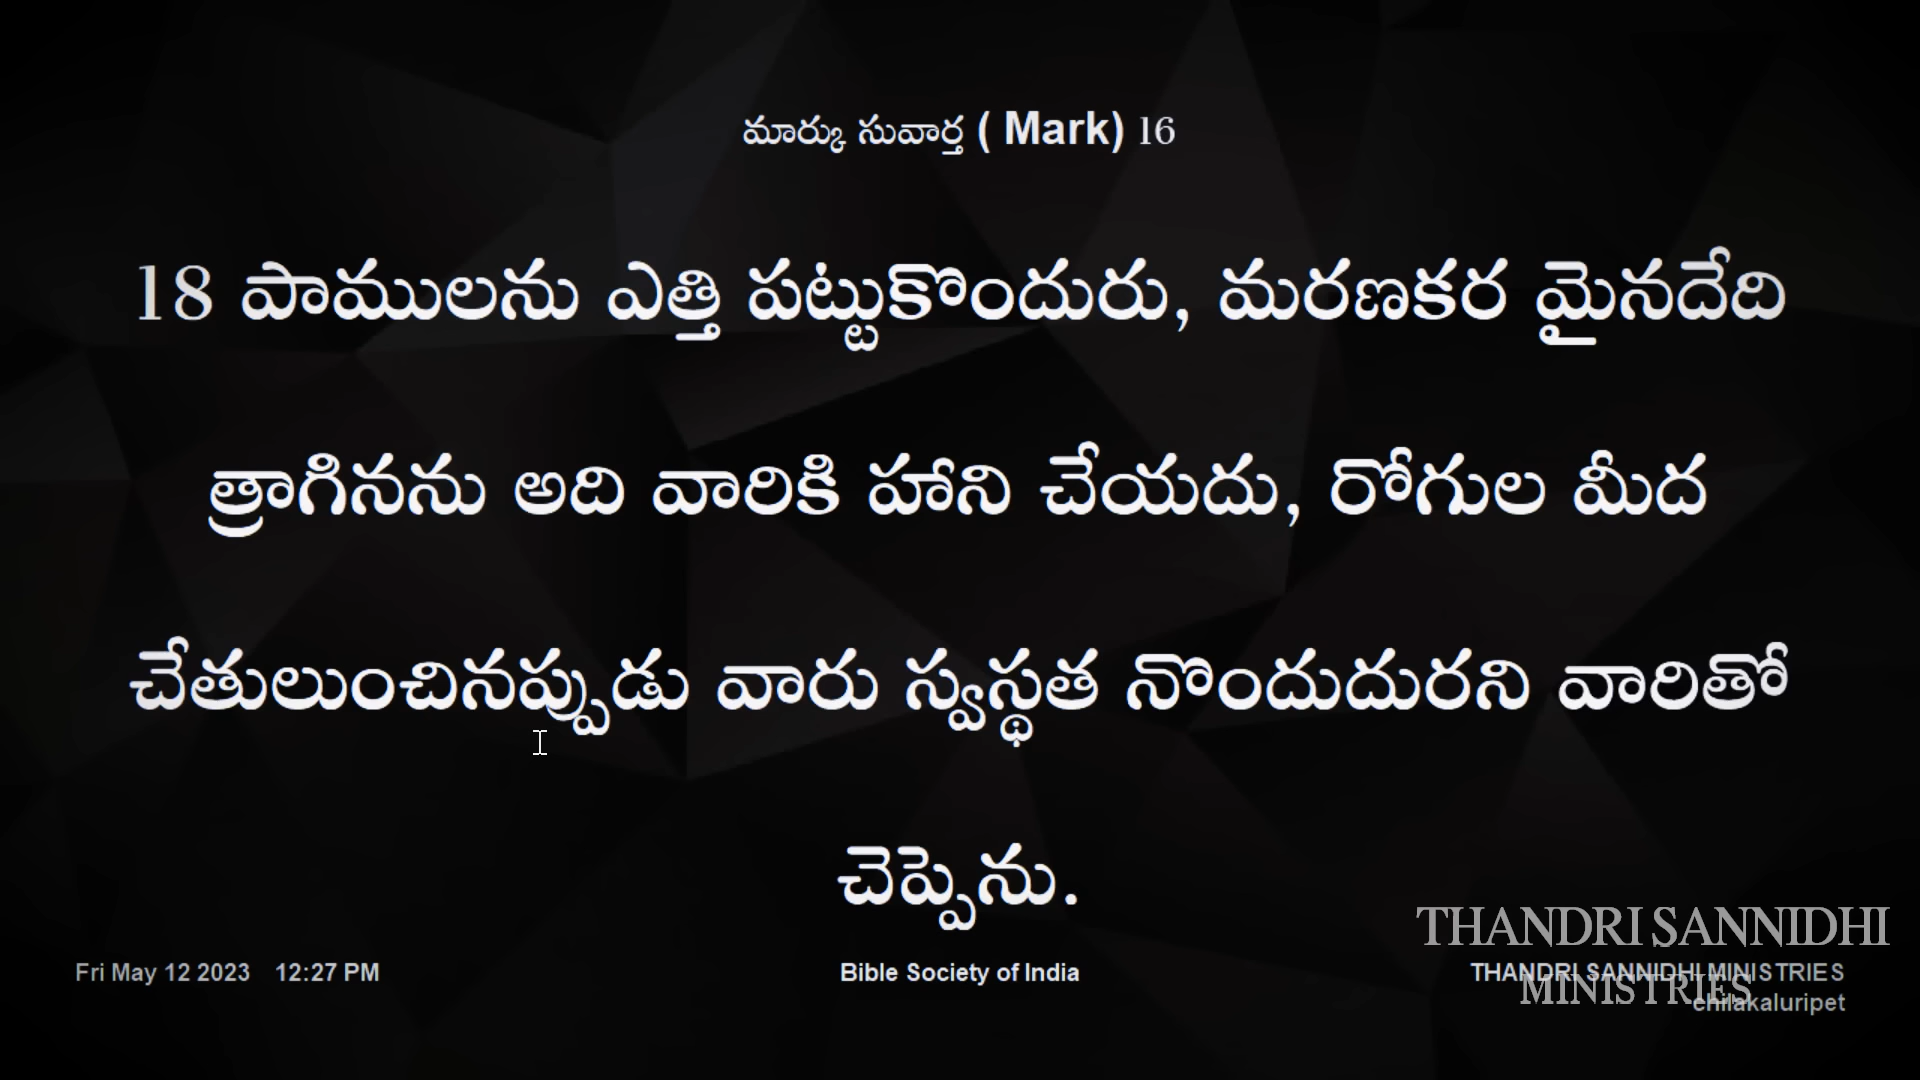 మార్కు సువార్త ( Mark) 16
18 పాములను ఎత్తి పట్టుకొందురు, మరణకర మైనదేది
త్రాగినను అది వారికి హాని చేయదు, రోగుల మీద
చేతులుంచినప్పుడు వారు స్వస్థత నొందుదురని వారితో
చెప్పెను.
THANDRI SANNIDHI
MINISTRIES
Fri May 12 2023 12:27 PM
Bible Society of India
THANDRI SANNIDHI MINISTRIES
chilakaluripet